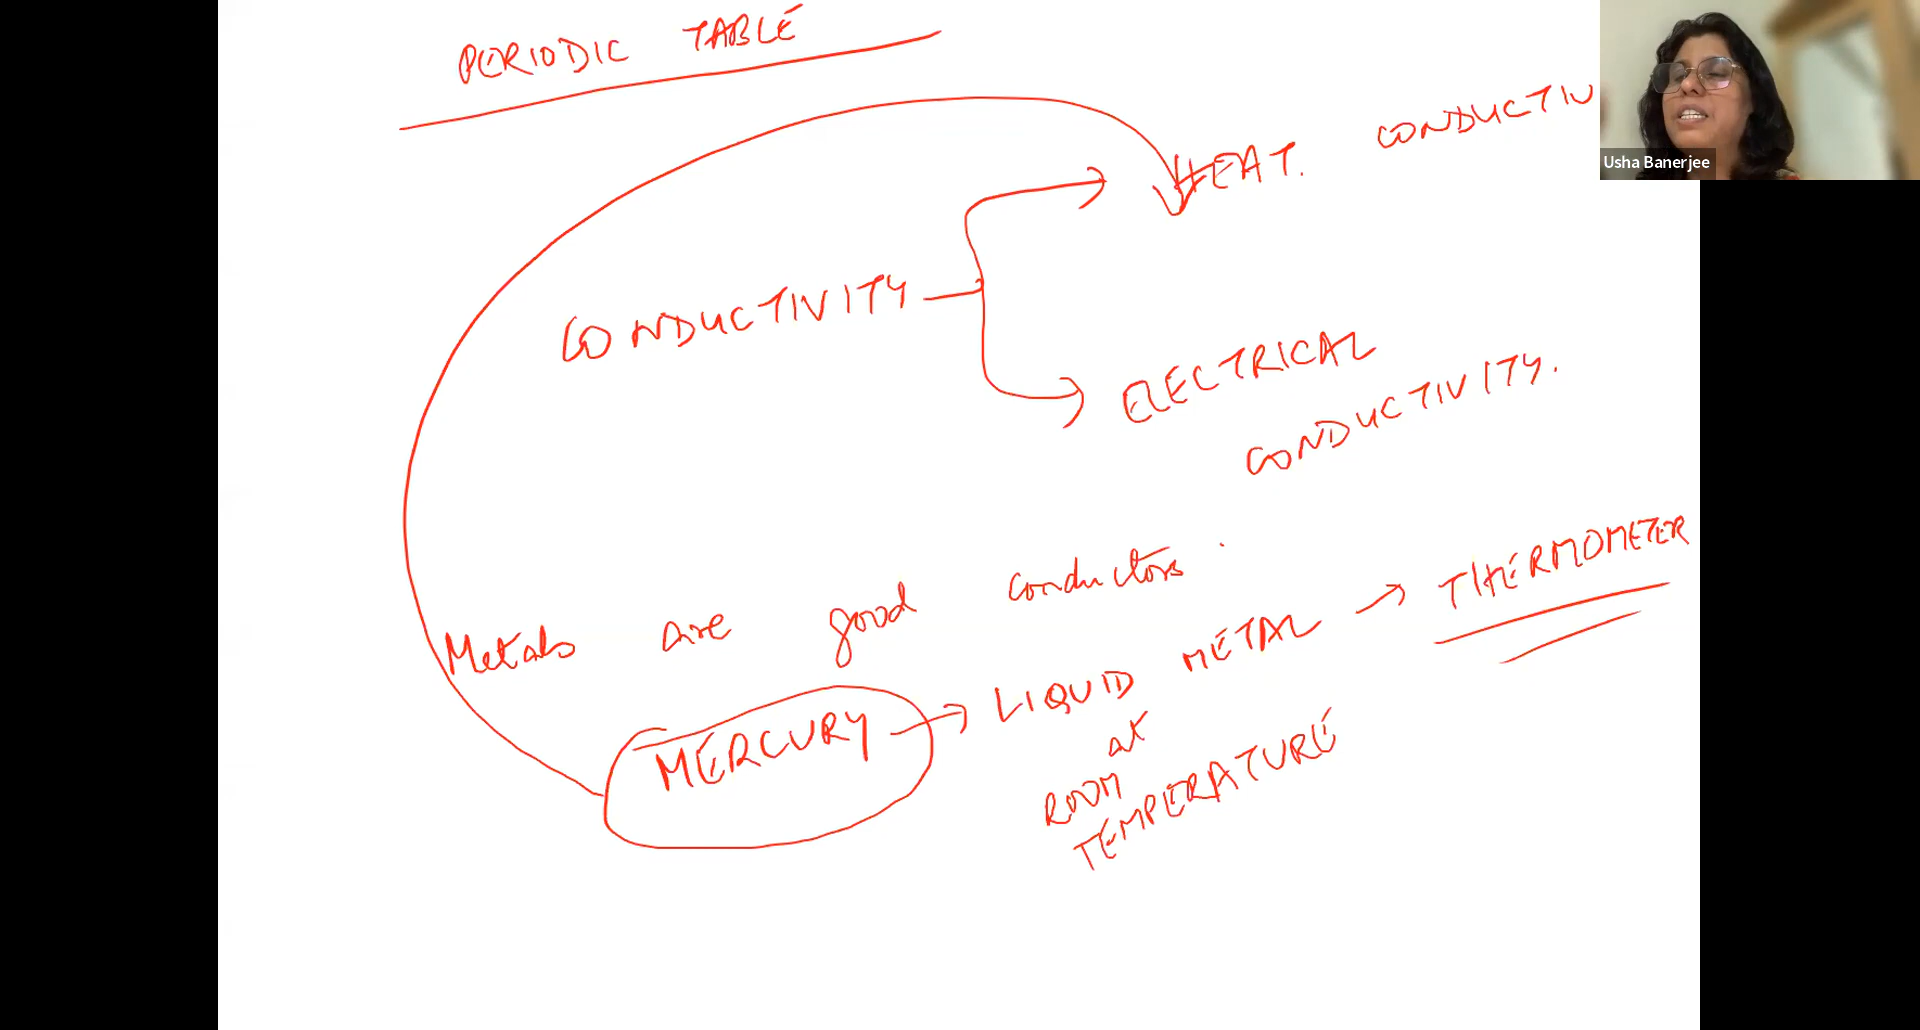 PERIODIC TABLE
HEAT. CONDUCTIV
Usha Banerjee
CONDUCTIVITY
ELECTRICAL
CONDUCTIVITY.
Metals are good conductors.
MERCURY → LIQUID METAL → THERMOMETER
at
ROOM
TEMPERATURE